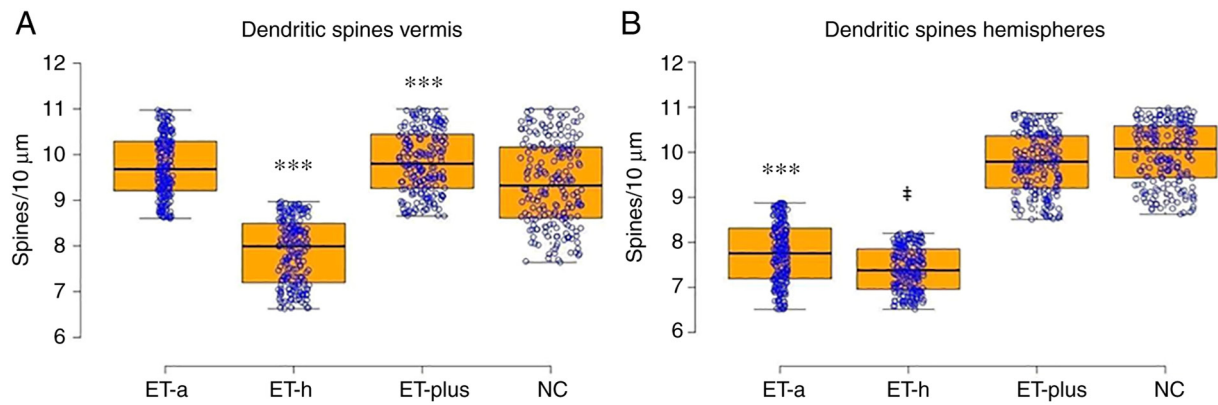 A
Dendritic spines vermis
Spines/10 μm
12
11
10
9
8
7
6
***
***
ET-a
ET-h
ET-plus
NC
B
Dendritic spines hemispheres
Spines/10 μm
12
11
10
9
8
7
6
***
‡
ET-a
ET-h
ET-plus
NC